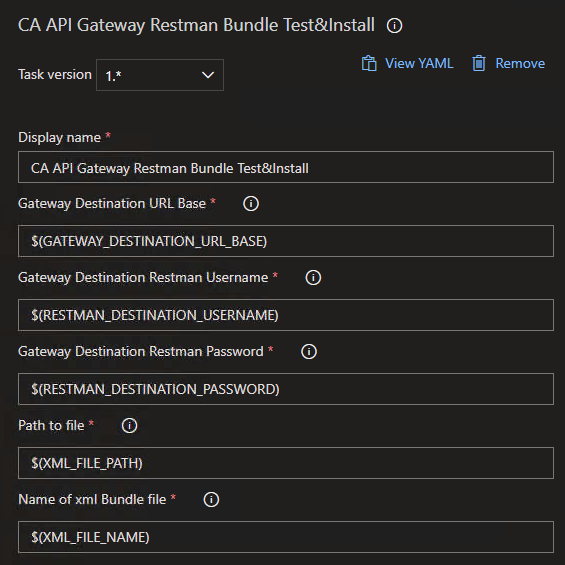 CA API Gateway Restman Bundle Test&Install
View YAML
Remove
Task version 1.*
Display name *
CA API Gateway Restman Bundle Test&Install
Gateway Destination URL Base *
$(GATEWAY_DESTINATION_URL_BASE)
Gateway Destination Restman Username *
$(RESTMAN_DESTINATION_USERNAME)
Gateway Destination Restman Password *
$(RESTMAN_DESTINATION_PASSWORD)
Path to file *
$(XML_FILE_PATH)
Name of xml Bundle file *
$(XML_FILE_NAME)